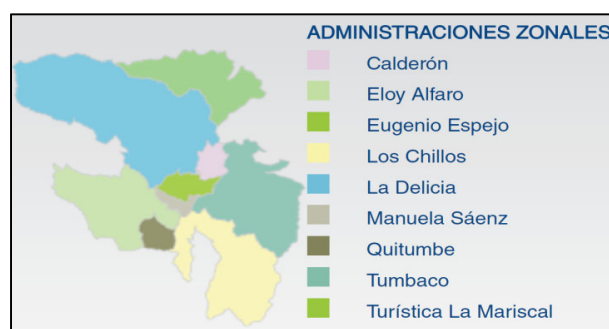 ADMINISTRACIONES ZONALES
Calderón
Eloy Alfaro
Eugenio Espejo
Los Chillos
La Delicia
Manuela Sáenz
Quitumbe
Tumbaco
Turística La Mariscal